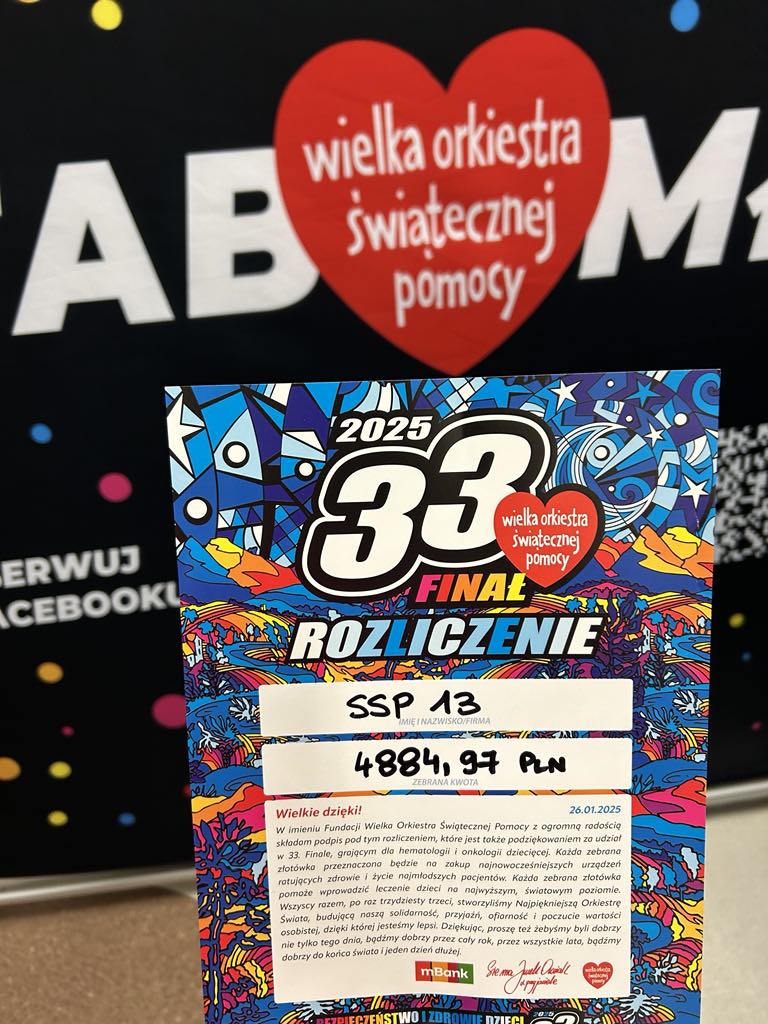 AB
M
wielka orkiestra
świątecznej
pomocy
SERWUJ
ACEBOOKU
2025
33
wielka orkiestra
świątecznej
pomocy
FINAŁ
ROZLICZENIE
SSP 13
IMIĘ I NAZWISKO/FIRMA
4884,97 PLN
ZEBRANA KWOTA
Wielkie dzięki! 26.01.2025
W imieniu Fundacji Wielka Orkiestra Świątecznej Pomocy z ogromną radością
składam podpis pod tym rozliczeniem, które jest także podziękowaniem za udział
w 33. Finale, grającym dla hematologii i onkologii dziecięcej. Każda zebrana
złotówka przeznaczona będzie na zakup najnowocześniejszych urządzeń
ratujących zdrowie i życie najmłodszych pacjentów. Każda zebrana złotówka
pomoże wprowadzić leczenie dzieci na najwyższym, światowym poziomie.
Wszyscy razem, po raz trzydziesty trzeci, stworzyliśmy Najpiękniejszą Orkiestrę
Świata, budującą naszą solidarność, przyjaźń, ofiarność i poczucie wartości
osobistej, dzięki której jesteśmy lepsi. Dziękując, proszę też żebyśmy byli dobrzy
nie tylko tego dnia, bądźmy dobrzy przez cały rok, przez wszystkie lata, bądźmy
dobrzy do końca świata i jeden dzień dłużej.
mBank
wielka orkiestra
świątecznej
pomocy
2025
BEZPIECZEŃSTWO I ZDROWIE DZIECI